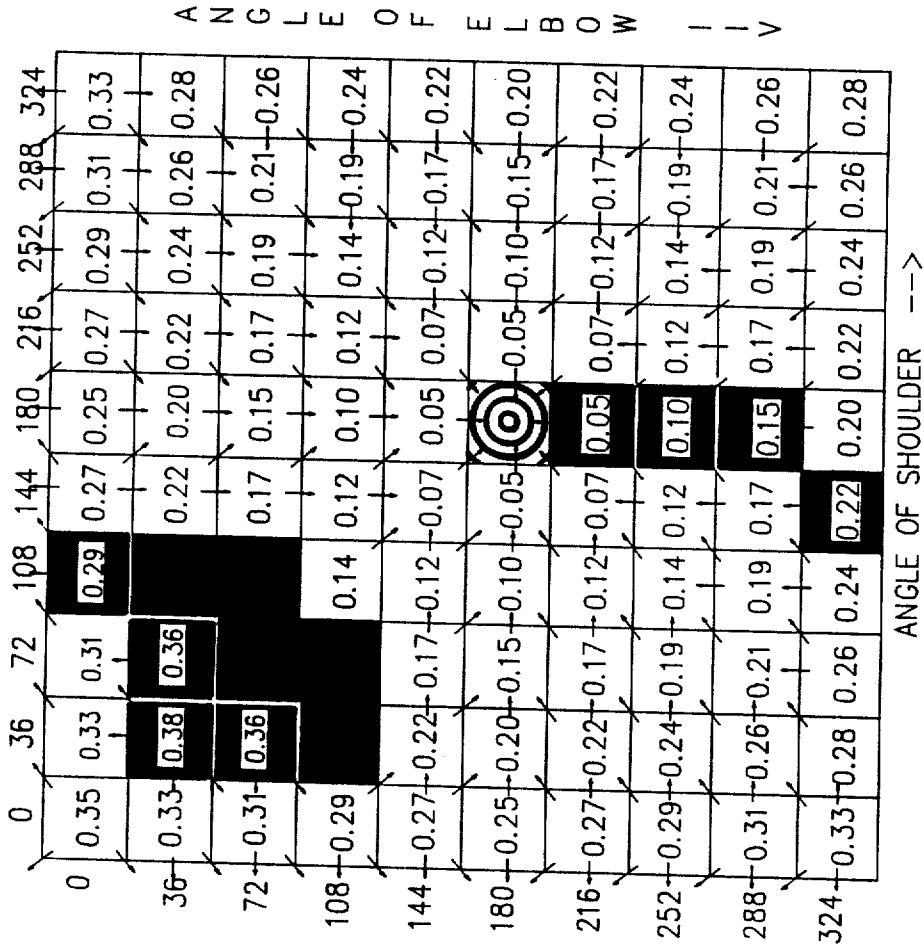 0 36 72 108 144 180 216 252 288 324
0 0.35 0.33 0.31 0.29 0.27 0.25 0.27 0.29 0.31 0.33
36 0.33 0.38 0.36 0.22 0.20 0.22 0.24 0.26 0.28
72 0.31 0.36 0.17 0.15 0.17 0.19 0.21 0.26
108 0.29 0.14 0.12 0.10 0.12 0.14 0.19 0.24
144 0.27 0.22 0.17 0.12 0.07 0.05 0.07 0.12 0.17 0.22
180 0.25 0.20 0.15 0.10 0.05 0.05 0.10 0.15 0.20
216 0.27 0.22 0.17 0.12 0.07 0.05 0.07 0.12 0.17 0.22
252 0.29 0.24 0.19 0.14 0.12 0.10 0.12 0.14 0.19 0.24
288 0.31 0.26 0.21 0.19 0.17 0.15 0.17 0.19 0.21 0.26
324 0.33 0.28 0.26 0.24 0.22 0.20 0.22 0.24 0.26 0.28
ANGLE OF SHOULDER -->
ANGLE OF ELBOW | | V